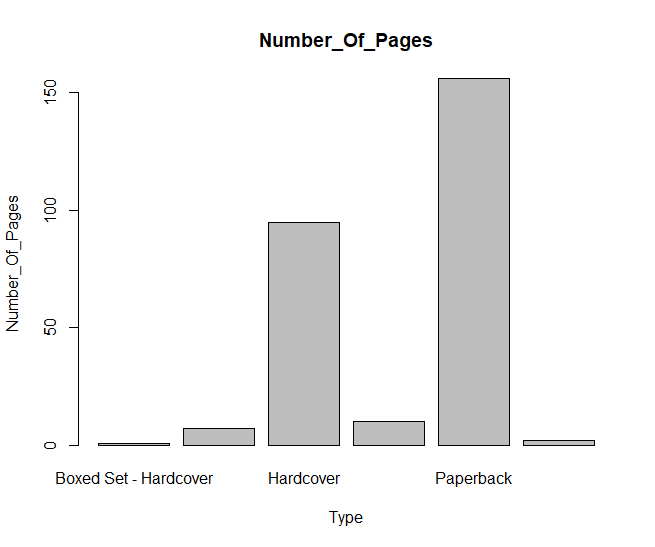 Number_Of_Pages
Number_Of_Pages
150
100
50
0
Boxed Set - Hardcover Hardcover Paperback
Type